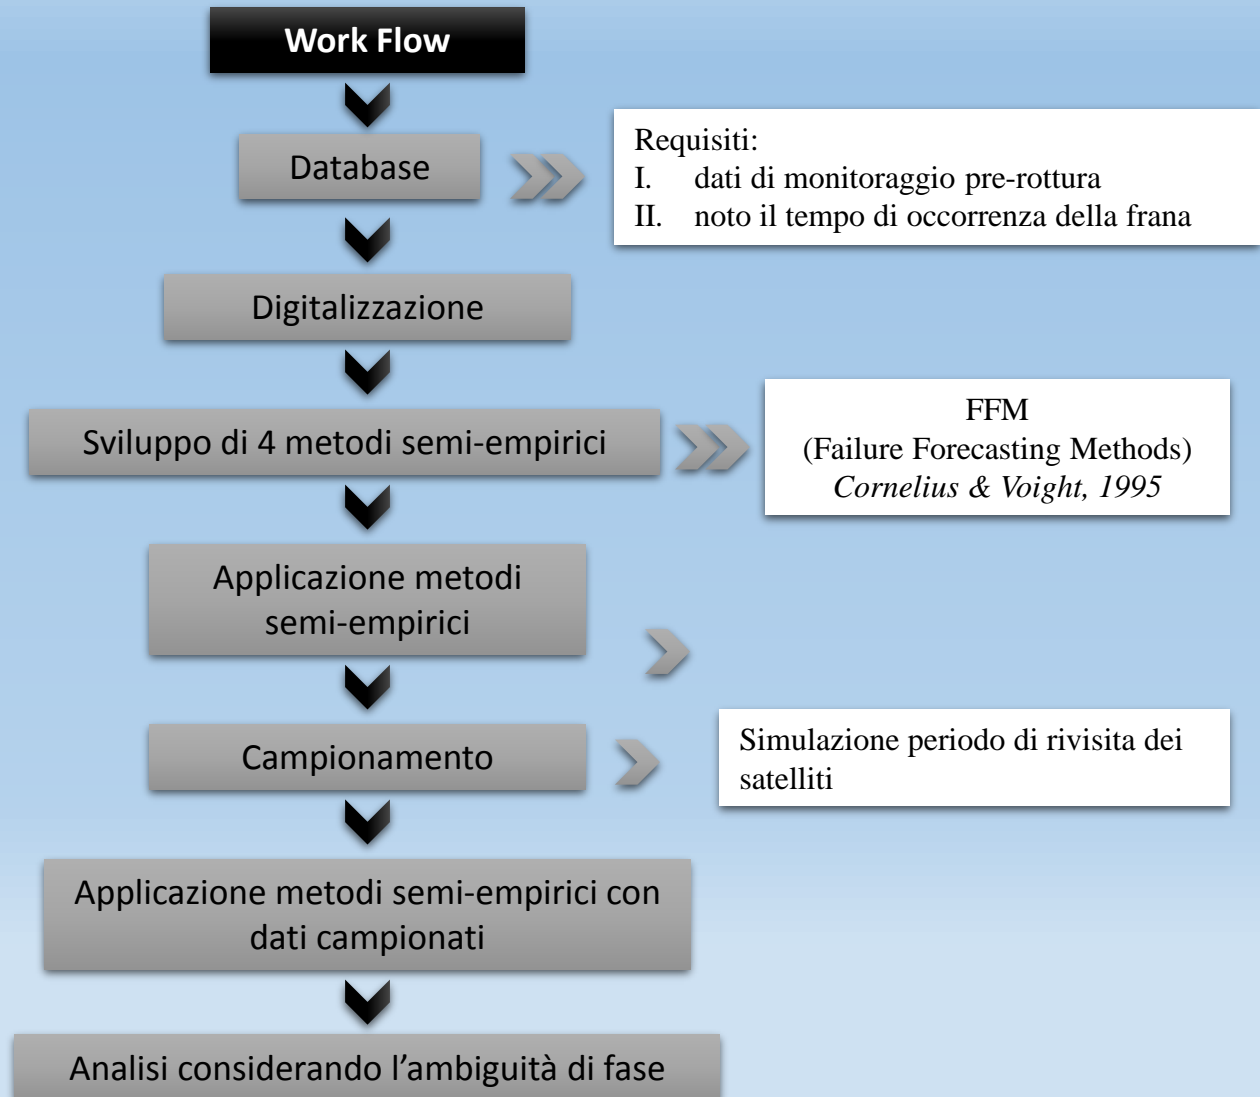 Work Flow
Database
Requisiti:
I. dati di monitoraggio pre-rottura
II. noto il tempo di occorrenza della frana
Digitalizzazione
Sviluppo di 4 metodi semi-empirici
FFM
(Failure Forecasting Methods)
Cornelius & Voight, 1995
Applicazione metodi
semi-empirici
Campionamento
Simulazione periodo di rivisita dei
satelliti
Applicazione metodi semi-empirici con
dati campionati
Analisi considerando l'ambiguità di fase